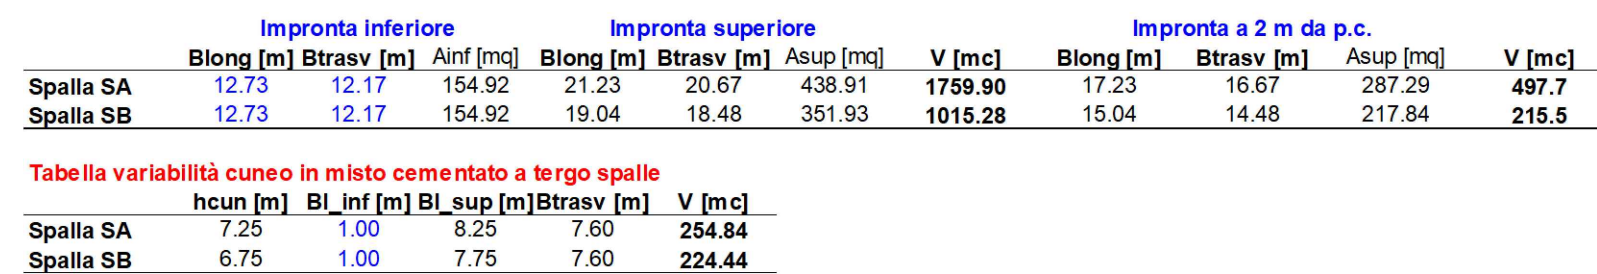 Impronta inferiore Impronta superiore Impronta a 2 m da p.c.
Blong [m] Btrasv [m] Ainf [mq] Blong [m] Btrasv [m] Asup [mq] V [mc] Blong [m] Btrasv [m] Asup [mq] V [mc]
Spalla SA 12.73 12.17 154.92 21.23 20.67 438.91 1759.90 17.23 16.67 287.29 497.7
Spalla SB 12.73 12.17 154.92 19.04 18.48 351.93 1015.28 15.04 14.48 217.84 215.5
Tabella variabilità cuneo in misto cementato a tergo spalle
hcun [m] Bl_inf [m] Bl_sup [m] Btrasv [m] V [mc]
Spalla SA 7.25 1.00 8.25 7.60 254.84
Spalla SB 6.75 1.00 7.75 7.60 224.44